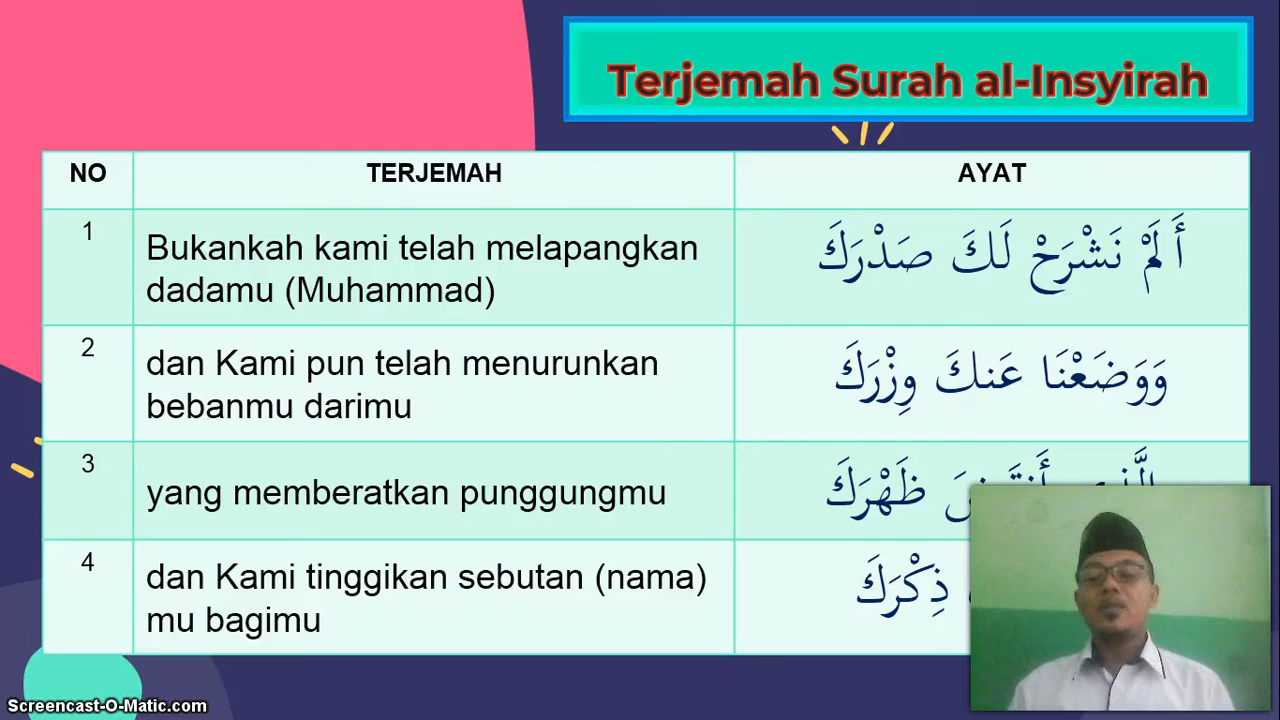 Terjemah Surah al-Insyirah
NO TERJEMAH AYAT
1
Bukankah kami telah melapangkan
dadamu (Muhammad)
أَ لَمْ نَشْرَحْ لَكَ صَدْرَكَ
2
dan Kami pun telah menurunkan
bebanmu darimu
وَوَضَعْنَا عَنكَ وِزْرَكَ
3
yang memberatkan punggungmu
ظَهْرَكَ
4
dan Kami tinggikan sebutan (nama)
mu bagimu
ذِكْرَكَ
Screencast-O-Matic.com